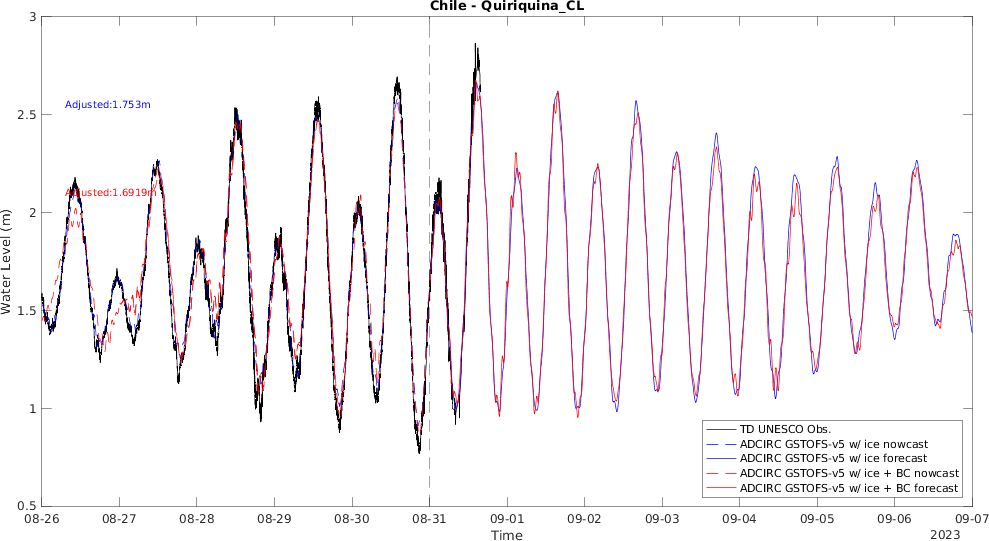 Chile - Quiriquina_CL
Water Level (m)
3
2.5
2
1.5
1
0.5
Adjusted:1.753m
Adjusted:1.6919m
TD UNESCO Obs.
ADCIRC GSTOFS-v5 w/ ice nowcast
ADCIRC GSTOFS-v5 w/ ice forecast
ADCIRC GSTOFS-v5 w/ ice + BC nowcast
ADCIRC GSTOFS-v5 w/ ice + BC forecast
08-26 08-27 08-28 08-29 08-30 08-31 09-01 09-02 09-03 09-04 09-05 09-06 09-07
Time
2023